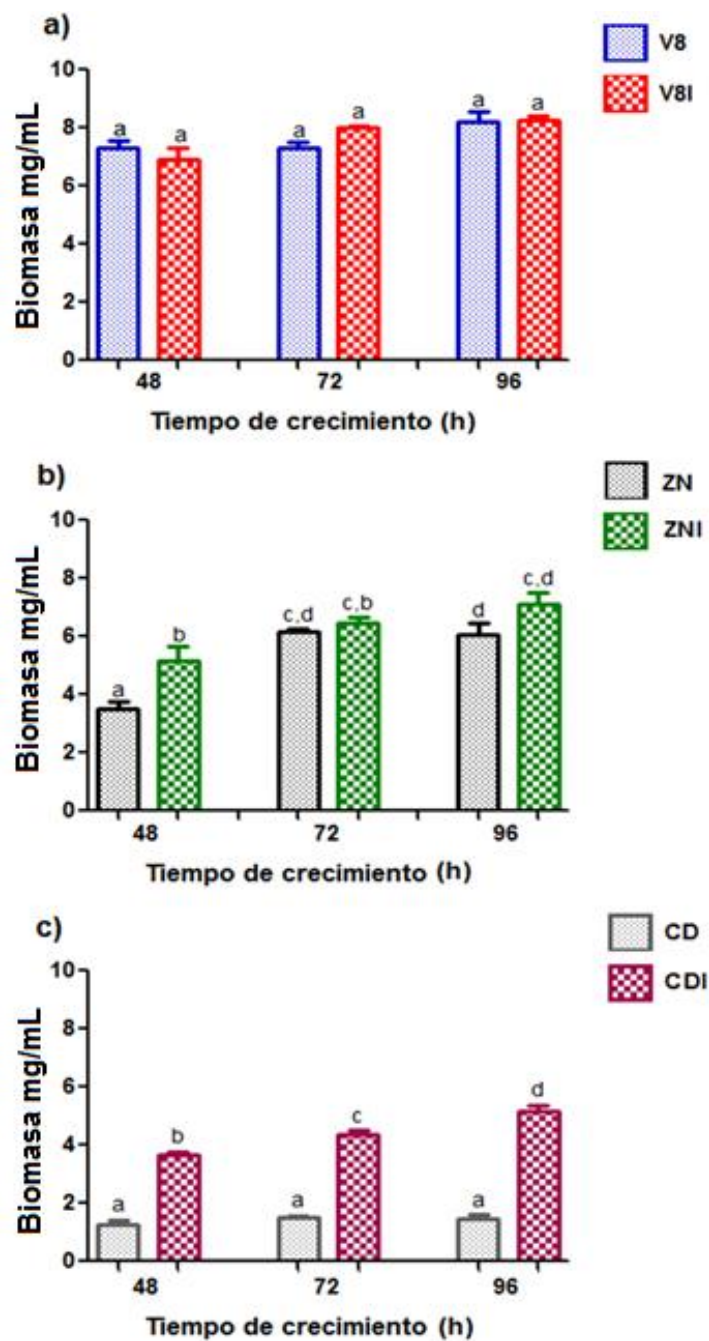 a)
V8
V8I
10
8
6
4
2
0
a a a a a a
Biomasa mg/mL
48 72 96
Tiempo de crecimiento (h)
b)
ZN
ZNI
10
8
6
4
2
0
a b c,d c,b d c,d
Biomasa mg/mL
48 72 96
Tiempo de crecimiento (h)
c)
CD
CDI
10
8
6
4
2
0
a b a c a d
Biomasa mg/mL
48 72 96
Tiempo de crecimiento (h)